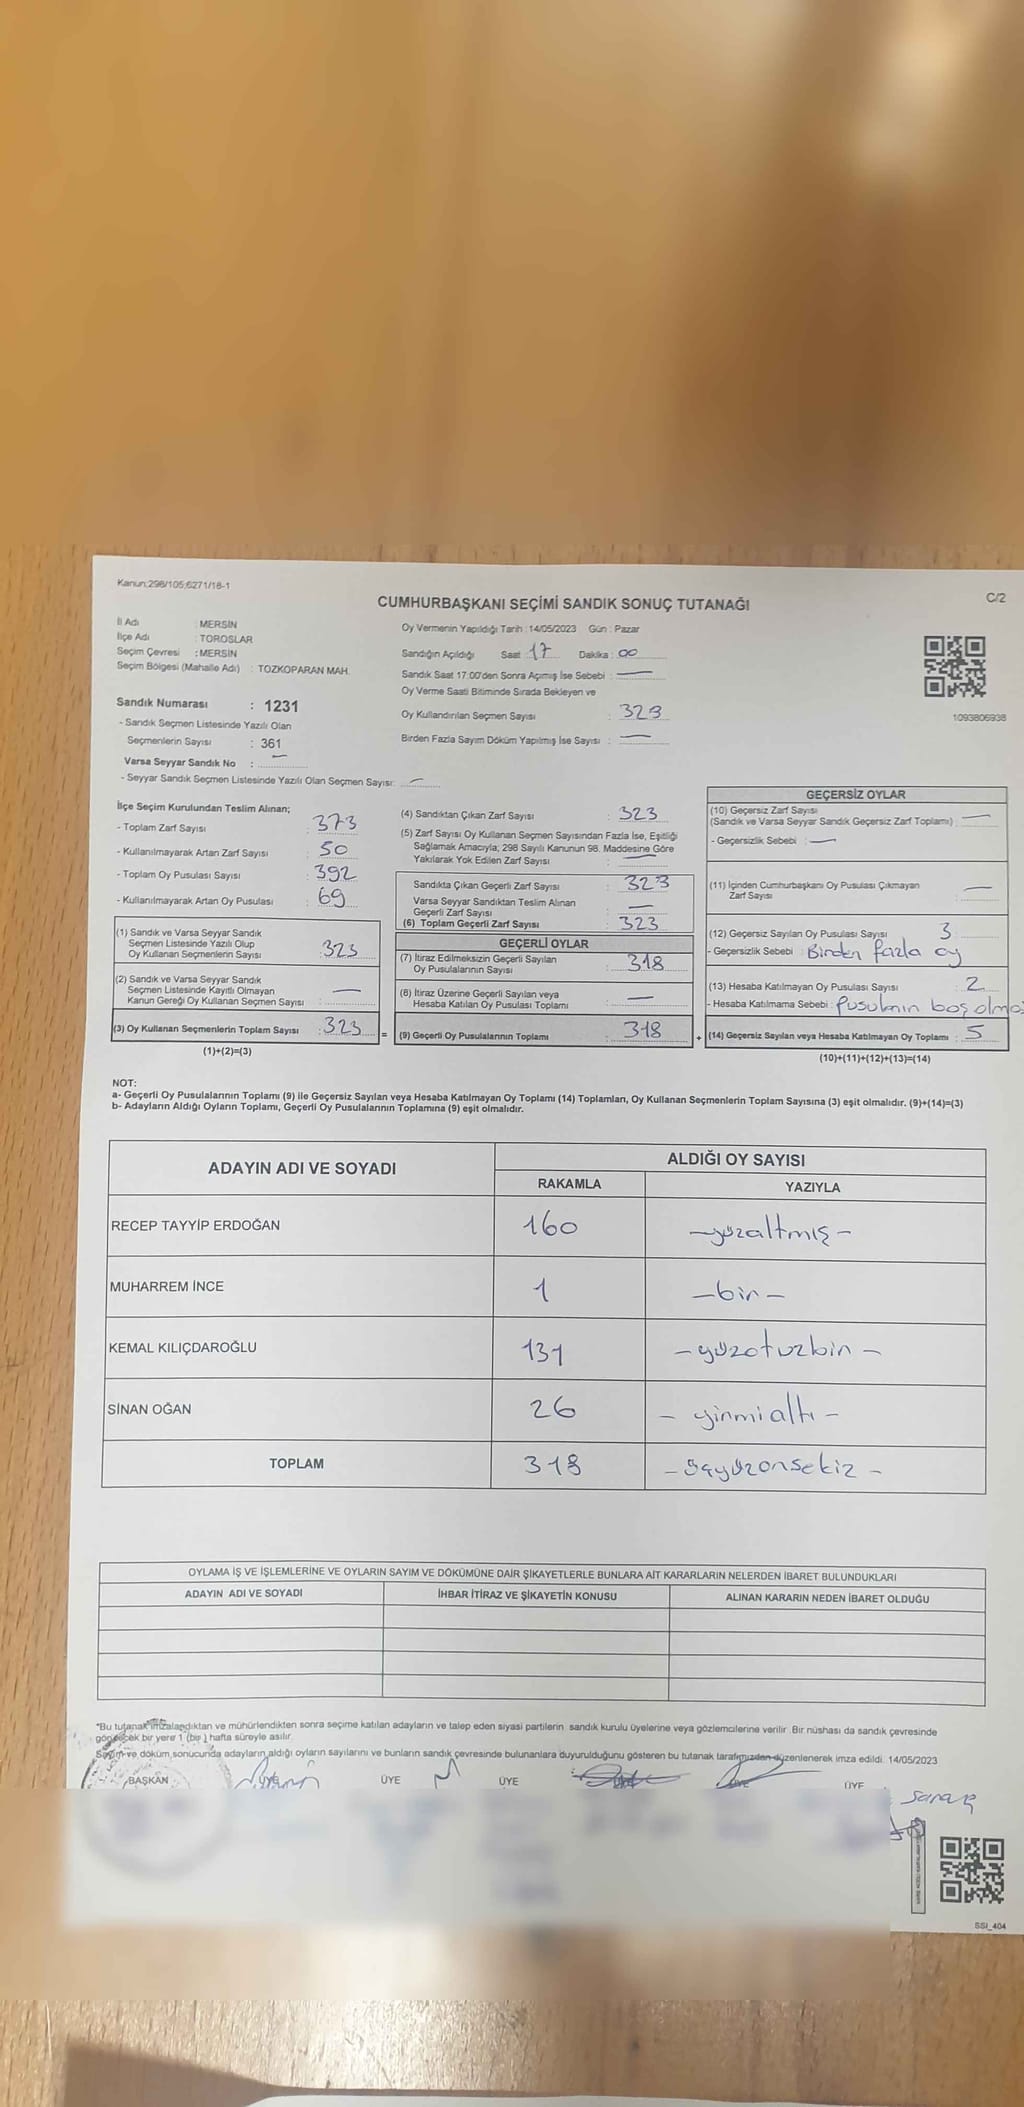 Kanun:298/105;6271/18-1
C/2
CUMHURBAŞKANI SEÇİMİ SANDIK SONUÇ TUTANAĞI
İl Adı : MERSİN
İlçe Adı : TOROSLAR
Seçim Çevresi : MERSİN
Seçim Bölgesi (Mahalle Adı) : TOZKOPARAN MAH.
Sandık Numarası : 1231
- Sandık Seçmen Listesinde Yazılı Olan
Seçmenlerin Sayısı : 361
Varsa Seyyar Sandık No : —
- Seyyar Sandık Seçmen Listesinde Yazılı Olan Seçmen Sayısı: —
Oy Vermenin Yapıldığı Tarih : 14/05/2023 Gün : Pazar
Sandığın Açıldığı Saat : 17 Dakika : 00
Sandık Saat 17.00'den Sonra Açımış İse Sebebi : —
Oy Verme Saati Bitiminde Sırada Bekleyen ve
Oy Kullandırılan Seçmen Sayısı : 323
Birden Fazla Sayım Döküm Yapılmış İse Sayısı : —
1093806938
İlçe Seçim Kurulundan Teslim Alınan;
- Toplam Zarf Sayısı : 373
- Kullanılmayarak Artan Zarf Sayısı : 50
- Toplam Oy Pusulası Sayısı : 392
- Kullanılmayarak Artan Oy Pusulası : 69
(1) Sandık ve Varsa Seyyar Sandık
Seçmen Listesinde Yazılı Olup
Oy Kullanan Seçmenlerin Sayısı : 323
(2) Sandık ve Varsa Seyyar Sandık
Seçmen Listesinde Kayıtlı Olmayan
Kanun Gereği Oy Kullanan Seçmen Sayısı : —
(3) Oy Kullanan Seçmenlerin Toplam Sayısı : 323
(1)+(2)=(3)
(4) Sandıktan Çıkan Zarf Sayısı : 323
(5) Zarf Sayısı Oy Kullanan Seçmen Sayısından Fazla İse, Eşitliği
Sağlamak Amacıyla; 298 Sayılı Kanunun 98. Maddesine Göre
Yakılarak Yok Edilen Zarf Sayısı : —
Sandıkta Çıkan Geçerli Zarf Sayısı : 323
Varsa Seyyar Sandıktan Teslim Alınan
Geçerli Zarf Sayısı : —
(6) Toplam Geçerli Zarf Sayısı : 323
GEÇERLİ OYLAR
(7) İtiraz Edilmeksizin Geçerli Sayılan
Oy Pusulalarının Sayısı : 318
(8) İtiraz Üzerine Geçerli Sayılan veya
Hesaba Katılan Oy Pusulası Toplamı : —
= (9) Geçerli Oy Pusulalarının Toplamı : 318
GEÇERSİZ OYLAR
(10) Geçersiz Zarf Sayısı
(Sandık ve Varsa Seyyar Sandık Geçersiz Zarf Toplamı) : —
- Geçersizlik Sebebi : —
(11) İçinden Cumhurbaşkanı Oy Pusulası Çıkmayan
Zarf Sayısı : —
(12) Geçersiz Sayılan Oy Pusulası Sayısı : 3
- Geçersizlik Sebebi : Birden fazla oy
(13) Hesaba Katılmayan Oy Pusulası Sayısı : 2
- Hesaba Katılmama Sebebi : Pusulanın boş olmas
+ (14) Geçersiz Sayılan veya Hesaba Katılmayan Oy Toplamı : 5
(10)+(11)+(12)+(13)=(14)
NOT:
a- Geçerli Oy Pusulalarının Toplamı (9) ile Geçersiz Sayılan veya Hesaba Katılmayan Oy Toplamı (14) Toplamları, Oy Kullanan Seçmenlerin Toplam Sayısına (3) eşit olmalıdır. (9)+(14)=(3)
b- Adayların Aldığı Oyların Toplamı, Geçerli Oy Pusulalarının Toplamına (9) eşit olmalıdır.
ADAYIN ADI VE SOYADI ALDIĞI OY SAYISI
RAKAMLA YAZIYLA
RECEP TAYYİP ERDOĞAN 160 —yüzaltmış—
MUHARREM İNCE 1 —bir—
KEMAL KILIÇDAROĞLU 131 —yüzotuzbir—
SİNAN OĞAN 26 —yirmialtı—
TOPLAM 318 —üçyüzonsekiz—
OYLAMA İŞ VE İŞLEMLERİNE VE OYLARIN SAYIM VE DÖKÜMÜNE DAİR ŞİKAYETLERLE BUNLARA AİT KARARLARIN NELERDEN İBARET BULUNDUKLARI
ADAYIN ADI VE SOYADI İHBAR İTİRAZ VE ŞİKAYETİN KONUSU ALINAN KARARIN NEDEN İBARET OLDUĞU
*Bu tutanak imzalandıktan ve mühürlendikten sonra seçime katılan adayların ve talep eden siyasi partilerin sandık kurulu üyelerine veya gözlemcilerine verilir. Bir nüshası da sandık çevresinde
görülecek bir yere 1 (bir) hafta süreyle asılır.
Sayım ve döküm sonucunda adayların aldığı oyların sayılarını ve bunların sandık çevresinde bulunanlara duyurulduğunu gösteren bu tutanak tarafımızdan düzenlenerek imza edildi. 14/05/2023
BAŞKAN ÜYE ÜYE ÜYE ÜYE ÜYE
SSI_404